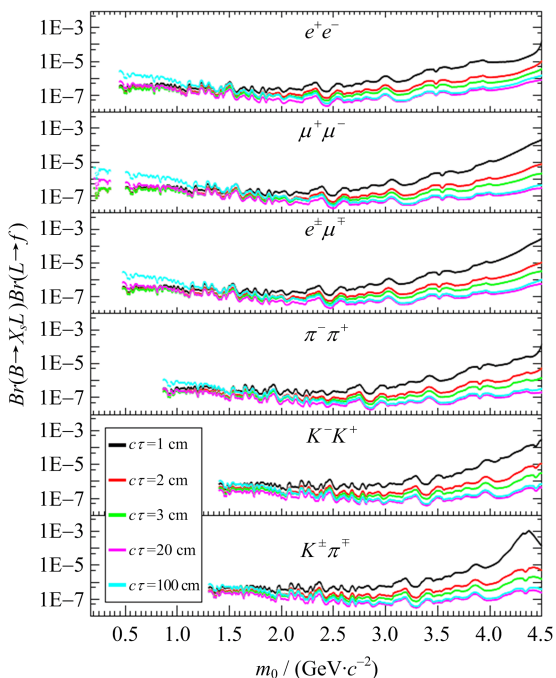 1E−3
e⁺e⁻
1E−5
1E−7
1E−3
μ⁺μ⁻
1E−5
1E−7
1E−3
e±μ∓
1E−5
1E−7
Br(B→XₛL)Br(L→f)
1E−3
π⁻π⁺
1E−5
1E−7
1E−3
K⁻K⁺
1E−5
1E−7
cτ=1 cm
cτ=2 cm
cτ=3 cm
cτ=20 cm
cτ=100 cm
1E−3
K±π∓
1E−5
1E−7
0.5 1.0 1.5 2.0 2.5 3.0 3.5 4.0 4.5
m₀ / (GeV·c⁻²)